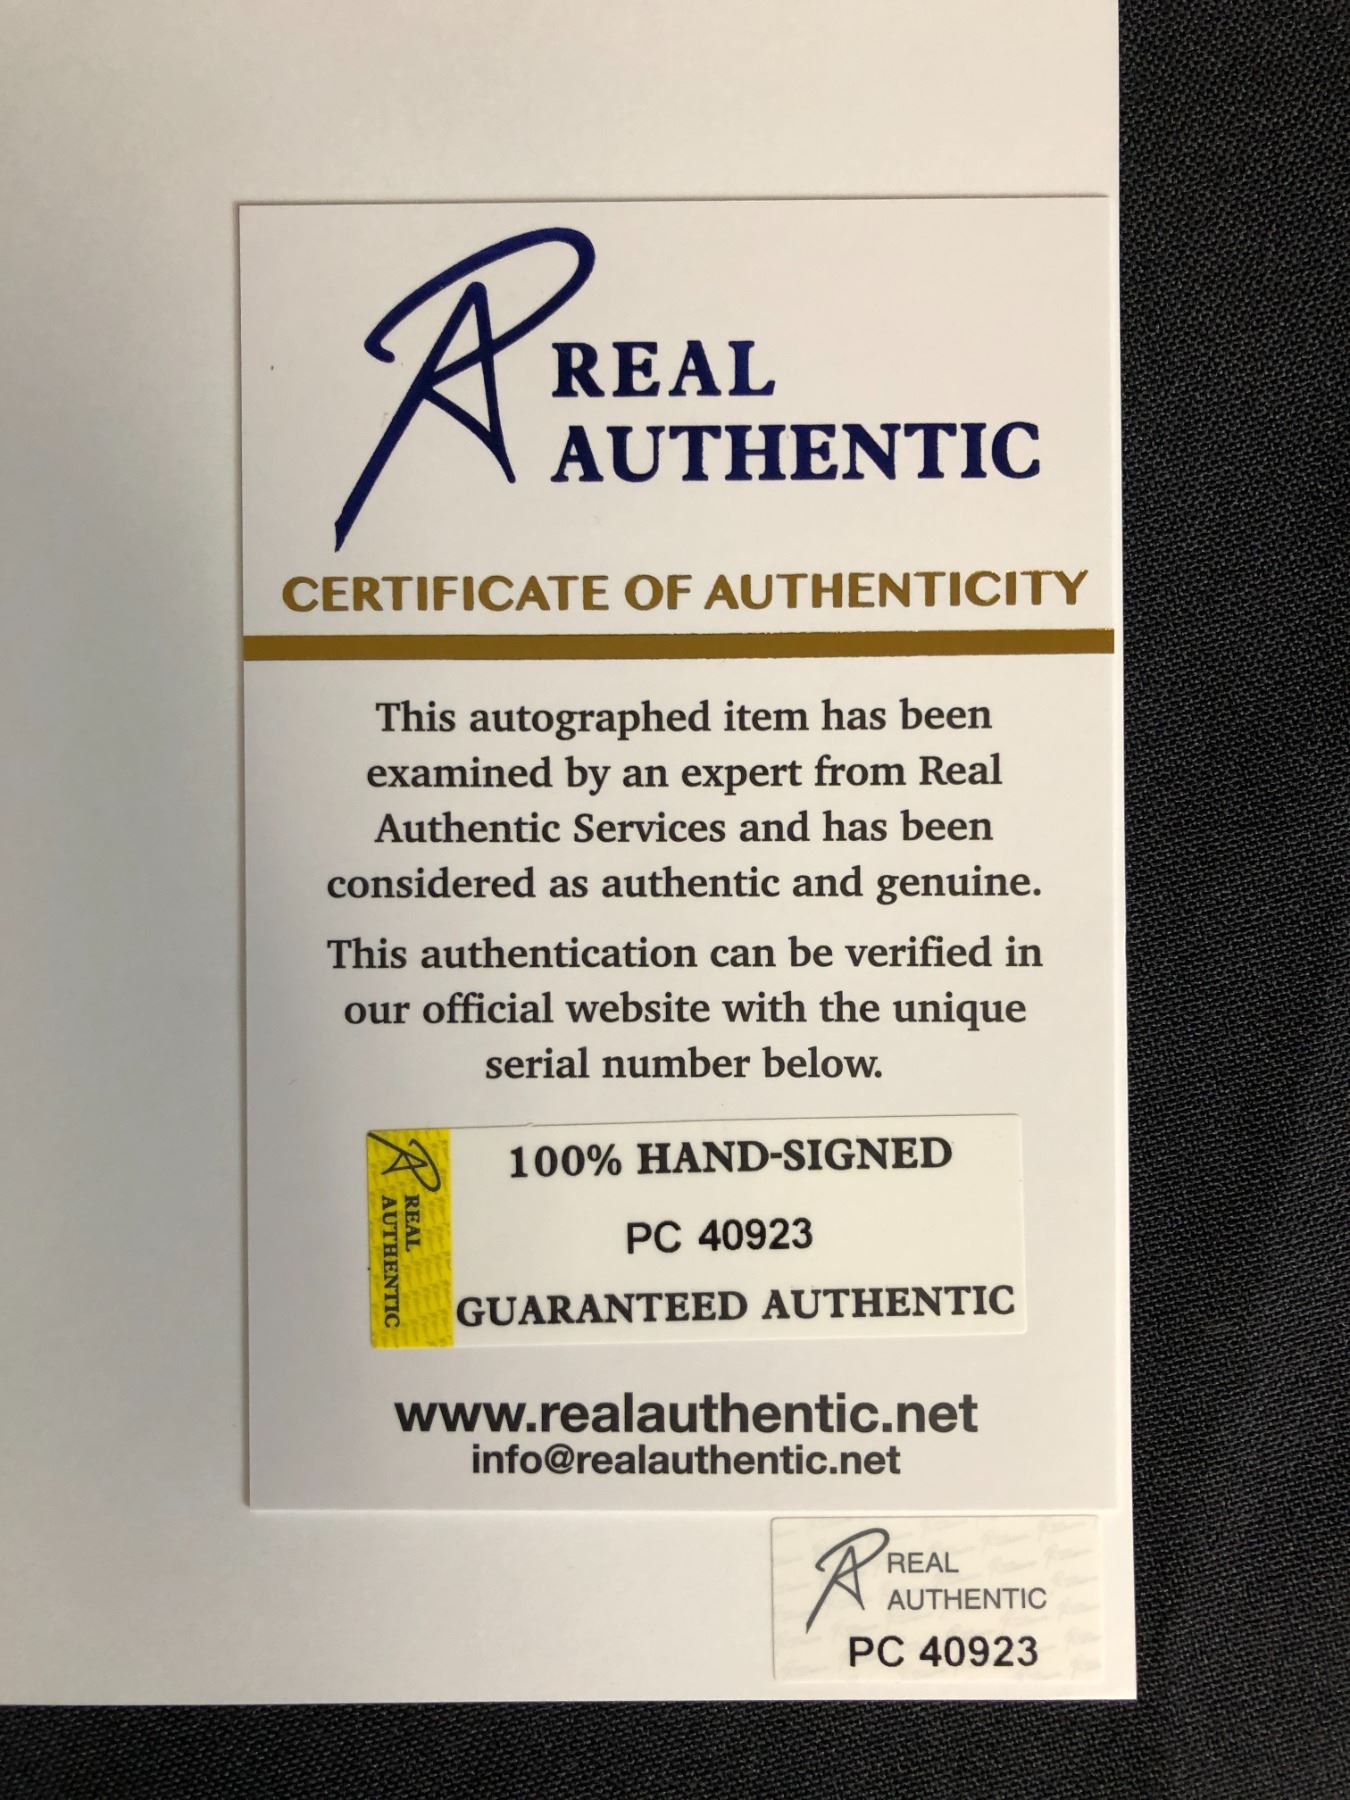 REAL
AUTHENTIC
CERTIFICATE OF AUTHENTICITY
This autographed item has been
examined by an expert from Real
Authentic Services and has been
considered as authentic and genuine.
This authentication can be verified in
our official website with the unique
serial number below.
REAL
AUTHENTIC
100% HAND-SIGNED
PC 40923
GUARANTEED AUTHENTIC
www.realauthentic.net
info@realauthentic.net
REAL
AUTHENTIC
PC 40923